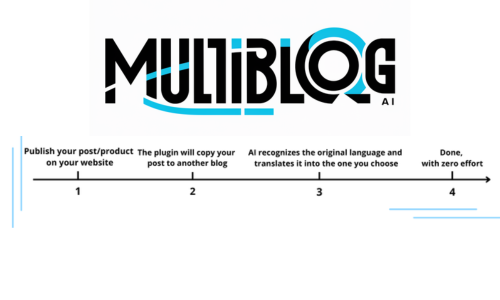 MULTIBLOG
AI
Publish your post/product
on your website
The plugin will copy your
post to another blog
AI recognizes the original language and
translates it into the one you choose
Done,
with zero effort
1
2
3
4